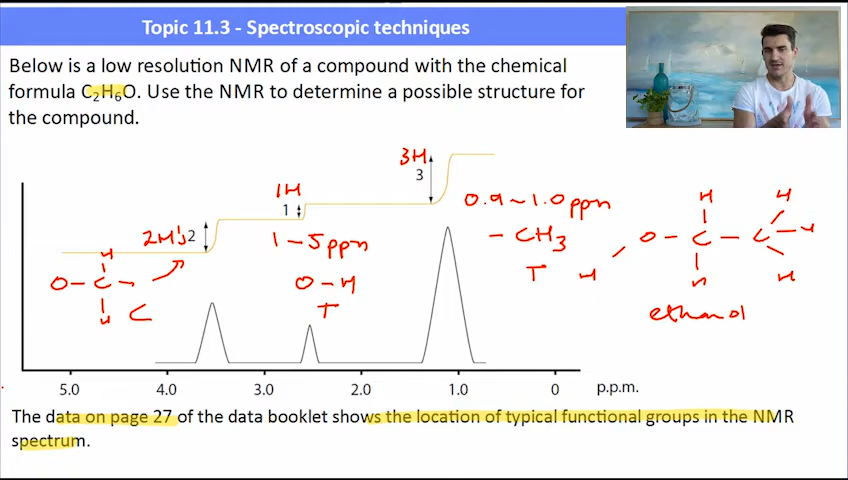 Topic 11.3 - Spectroscopic techniques
Below is a low resolution NMR of a compound with the chemical
formula C₂H₆O. Use the NMR to determine a possible structure for
the compound.
3H
3
1H
1
2H's
2
0.9 - 1.0 ppm
- CH3
T
1 - 5 ppm
O - H
T
H
O - C -
H
C
H H
H - O - C - C - H
H H
ethanol
5.0 4.0 3.0 2.0 1.0 0 p.p.m.
The data on page 27 of the data booklet shows the location of typical functional groups in the NMR
spectrum.